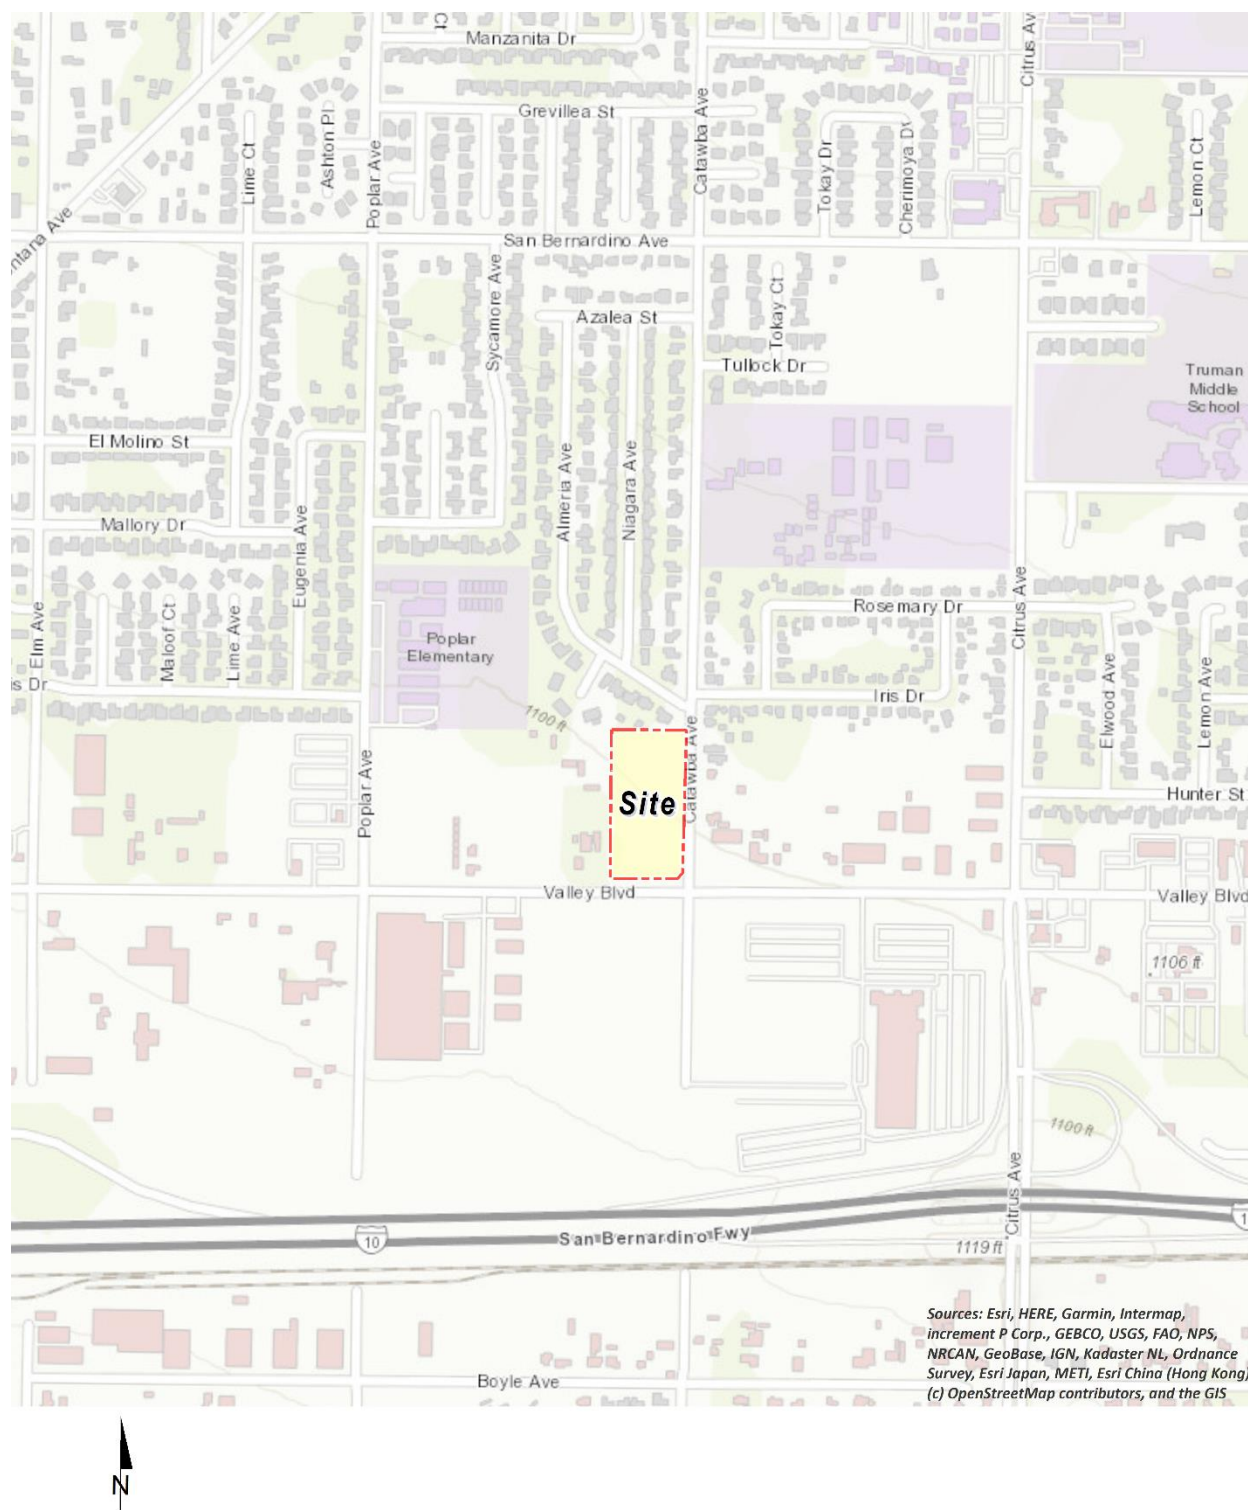 Ct
Manzanita Dr
Citrus Av
Grevillea St
Catawba Ave
Lime Ct
Ashton Pl
Poplar Ave
Tokay Dr
Cherimoya Dr
Lemon Ct
ntana Ave
San Bernardino Ave
Sycamore Ave
Azalea St
Tokay Ct
Tullock Dr
Truman
Middle
School
El Molino St
Almeria Ave
Niagara Ave
Mallory Dr
Eugenia Ave
Elm Ave
Maloof Ct
Lime Ave
Poplar
Elementary
Rosemary Dr
Citrus Ave
s Dr
Iris Dr
Elwood Ave
Lemon Ave
1100 ft
Catawba Ave
Poplar Ave
Site
Hunter St
Valley Blvd
Valley Blvd
1106 ft
1100 ft
Citrus Ave
10
San Bernardino Fwy
1
1119 ft
Boyle Ave
Sources: Esri, HERE, Garmin, Intermap,
increment P Corp., GEBCO, USGS, FAO, NPS,
NRCAN, GeoBase, IGN, Kadaster NL, Ordnance
Survey, Esri Japan, METI, Esri China (Hong Kong)
(c) OpenStreetMap contributors, and the GIS
N